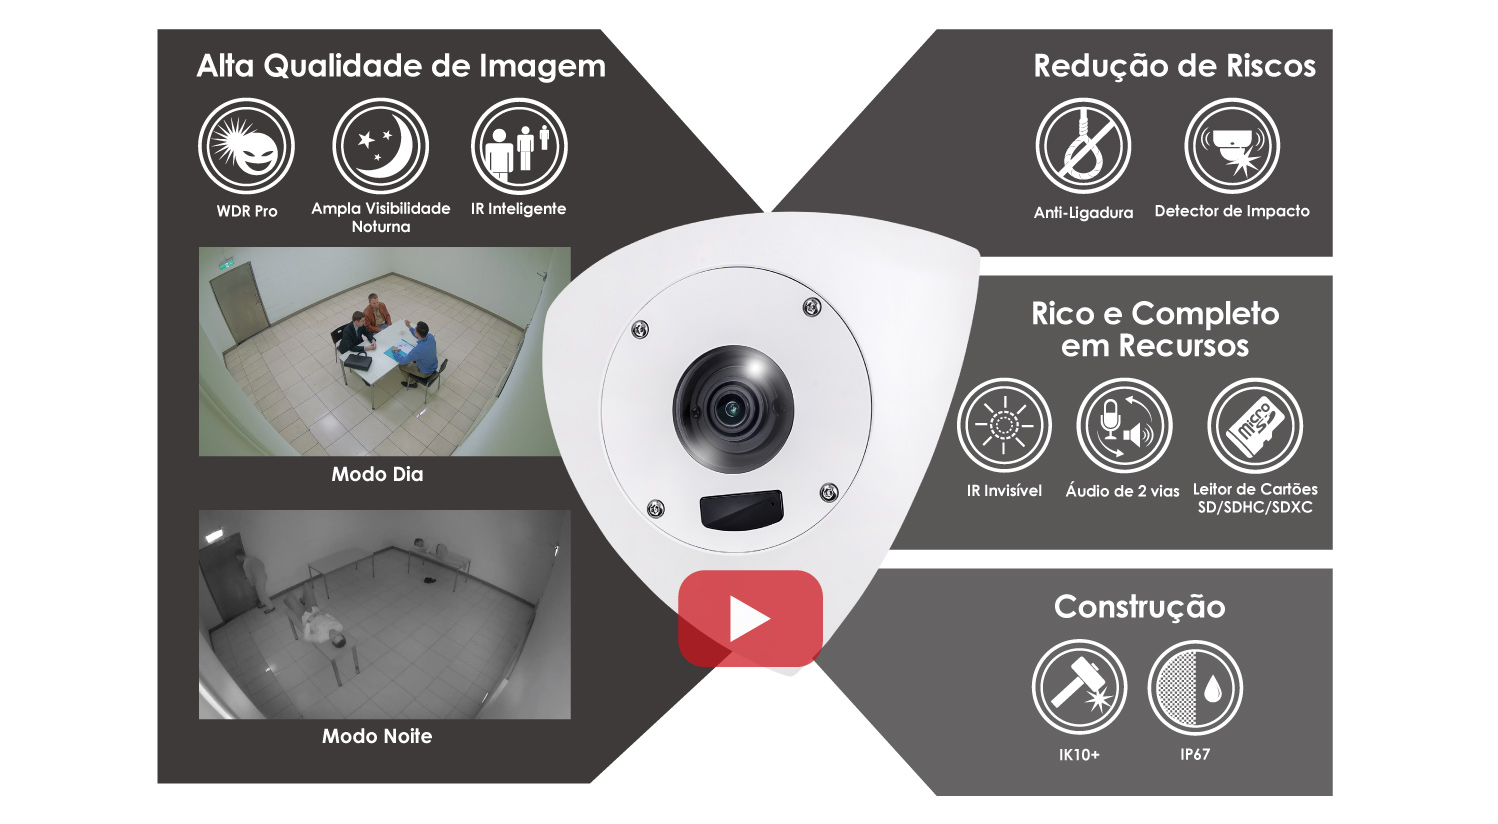 Alta Qualidade de Imagem
WDR Pro
Ampla Visibilidade
Noturna
IR Inteligente
Modo Dia
Modo Noite
Redução de Riscos
Anti-Ligadura
Detector de Impacto
Rico e Completo
em Recursos
IR Invisível
Áudio de 2 vias
micro
SD
Leitor de Cartões
SD/SDHC/SDXC
Construção
IK10+
IP67